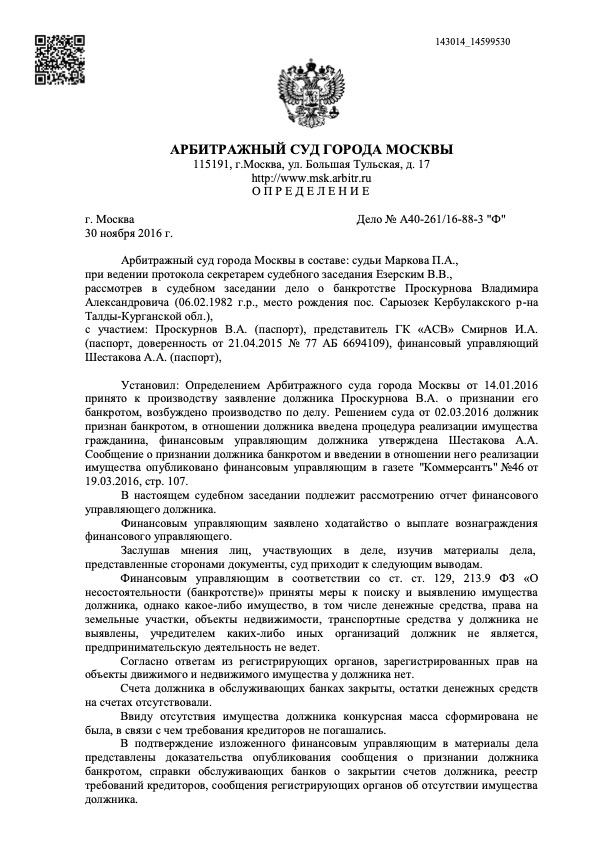 143014_14599530
АРБИТРАЖНЫЙ СУД ГОРОДА МОСКВЫ
115191, г.Москва, ул. Большая Тульская, д. 17
http://www.msk.arbitr.ru
О П Р Е Д Е Л Е Н И Е
г. Москва Дело № А40-261/16-88-3 "Ф"
30 ноября 2016 г.
Арбитражный суд города Москвы в составе: судьи Маркова П.А.,
при ведении протокола секретарем судебного заседания Езерским В.В.,
рассмотрев в судебном заседании дело о банкротстве Проскурнова Владимира
Александровича (06.02.1982 г.р., место рождения пос. Сарыозек Кербулакского р-на
Талды-Курганской обл.),
с участием: Проскурнов В.А. (паспорт), представитель ГК «АСВ» Смирнов И.А.
(паспорт, доверенность от 21.04.2015 № 77 АБ 6694109), финансовый управляющий
Шестакова А.А. (паспорт),
Установил: Определением Арбитражного суда города Москвы от 14.01.2016
принято к производству заявление должника Проскурнова В.А. о признании его
банкротом, возбуждено производство по делу. Решением суда от 02.03.2016 должник
признан банкротом, в отношении должника введена процедура реализации имущества
гражданина, финансовым управляющим должника утверждена Шестакова А.А.
Сообщение о признании должника банкротом и введении в отношении него реализации
имущества опубликовано финансовым управляющим в газете "Коммерсантъ" №46 от
19.03.2016, стр. 107.
В настоящем судебном заседании подлежит рассмотрению отчет финансового
управляющего должника.
Финансовым управляющим заявлено ходатайство о выплате вознаграждения
финансового управляющего.
Заслушав мнения лиц, участвующих в деле, изучив материалы дела,
представленные сторонами документы, суд приходит к следующим выводам.
Финансовым управляющим в соответствии со ст. ст. 129, 213.9 ФЗ «О
несостоятельности (банкротстве)» приняты меры к поиску и выявлению имущества
должника, однако какое-либо имущество, в том числе денежные средства, права на
земельные участки, объекты недвижимости, транспортные средства у должника не
выявлены, учредителем каких-либо иных организаций должник не является,
предпринимательскую деятельность не ведет.
Согласно ответам из регистрирующих органов, зарегистрированных прав на
объекты движимого и недвижимого имущества у должника нет.
Счета должника в обслуживающих банках закрыты, остатки денежных средств
на счетах отсутствовали.
Ввиду отсутствия имущества должника конкурсная масса сформирована не
была, в связи с чем требования кредиторов не погашались.
В подтверждение изложенного финансовым управляющим в материалы дела
представлены доказательства опубликования сообщения о признании должника
банкротом, справки обслуживающих банков о закрытии счетов должника, реестр
требований кредиторов, сообщения регистрирующих органов об отсутствии имущества
должника.